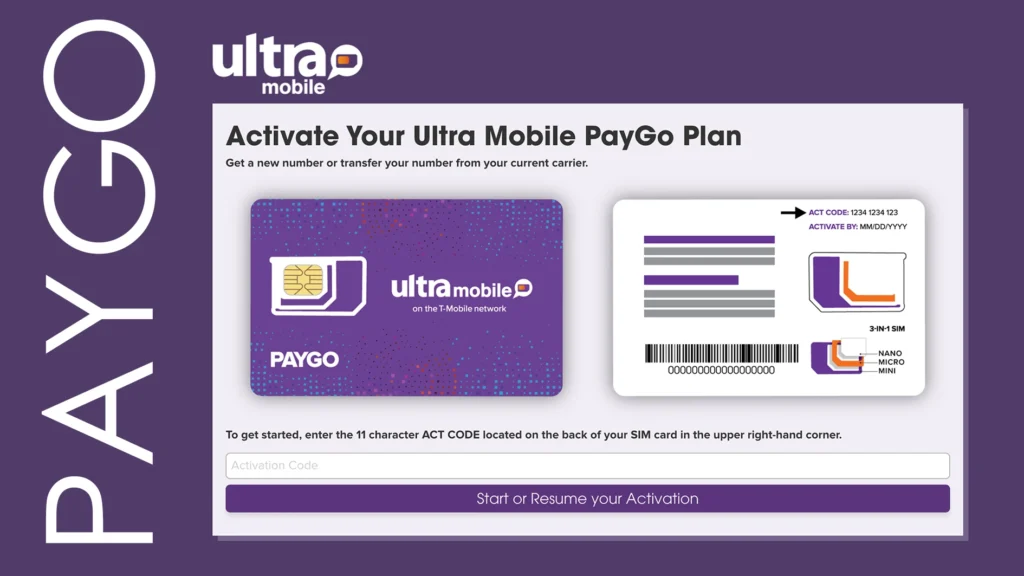 PAYGO
ultra
mobile
Activate Your Ultra Mobile PayGo Plan
Get a new number or transfer your number from your current carrier.
ultra mobile
on the T-Mobile network
PAYGO
ACT CODE: 1234 1234 123
ACTIVATE BY: MM/DD/YYYY
3-IN-1 SIM
NANO
MICRO
MINI
0000000000000000000
To get started, enter the 11 character ACT CODE located on the back of your SIM card in the upper right-hand corner.
Activation Code
Start or Resume your Activation